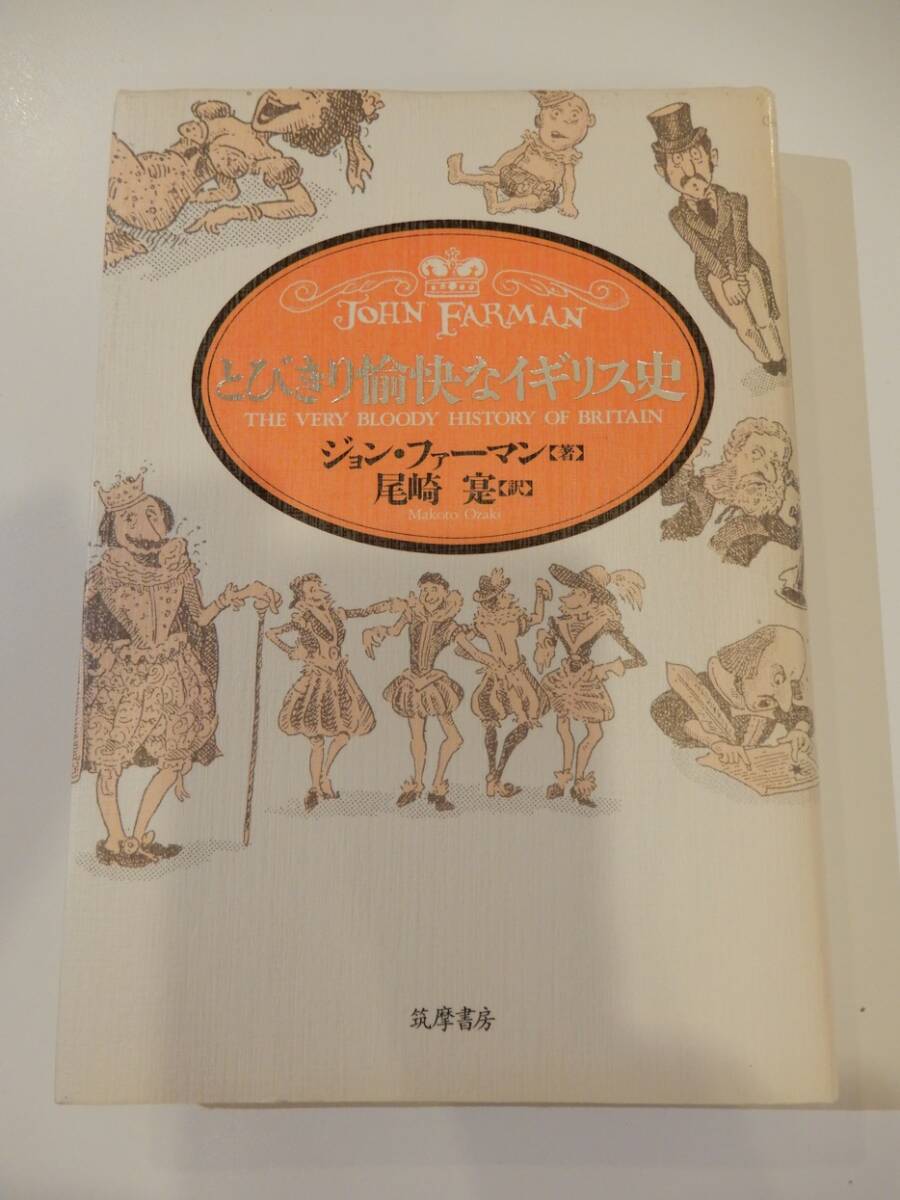 JOHN FARMAN
とびきり愉快なイギリス史
THE VERY BLOODY HISTORY OF BRITAIN
ジョン・ファーマン【著】
尾崎 寔【訳】
Makoto Ozaki
筑摩書房